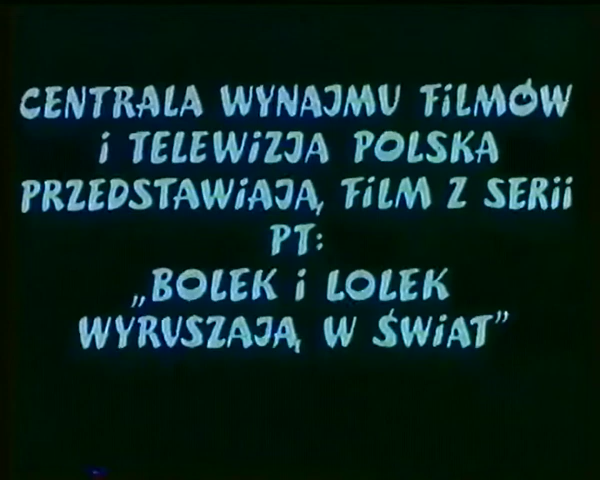 CENTRALA WYNAJMU FiLMÓW
i TELEWiZJA POLSKA
PRZEDSTAWiAJĄ FiLM Z SERii
PT:
„BOLEK i LOLEK
WYRUSZAJĄ W ŚWiAT”